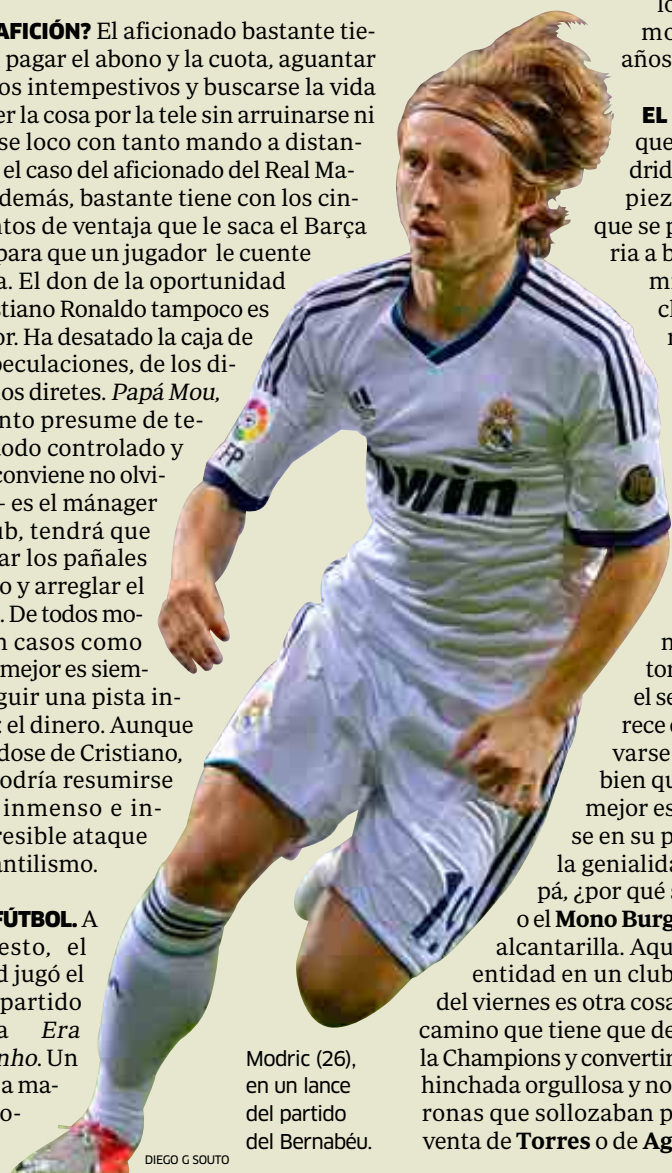 AFICIÓN? El aficionado bastante tie-
pagar el abono y la cuota, aguantar
os intempestivos y buscarse la vida
er la cosa por la tele sin arruinarse ni
se loco con tanto mando a distan-
el caso del aficionado del Real Ma-
demás, bastante tiene con los cin-
ntos de ventaja que le saca el Barça
para que un jugador le cuente
a. El don de la oportunidad
stiano Ronaldo tampoco es
or. Ha desatado la caja de
peculaciones, de los di-
los diretes. Papá Mou,
nto presume de te-
todo controlado y
conviene no olvi-
- es el mánager
ub, tendrá que
ar los pañales
o y arreglar el
. De todos mo-
n casos como
mejor es siem-
guir una pista in-
: el dinero. Aunque
dose de Cristiano,
podría resumirse
inmenso e in-
resible ataque
antilismo.
FÚTBOL. A
esto, el
d jugó el
partido
a Era
nho. Un
a ma-
o-
bwin
FP
19
Modric (26),
en un lance
del partido
del Bernabéu.
DIEGO G SOUTO
lo
mo
años
EL
que
drid
piez
que se p
ria a b
m
cl
n
tor
el se
rece
varse
bien qu
mejor es
se en su p
la genialida
pá, ¿por qué
o el Mono Burg
alcantarilla. Aqu
entidad en un club
del viernes es otra cosa
camino que tiene que de
la Champions y convertir
hinchada orgullosa y no
ronas que sollozaban p
venta de Torres o de Ag